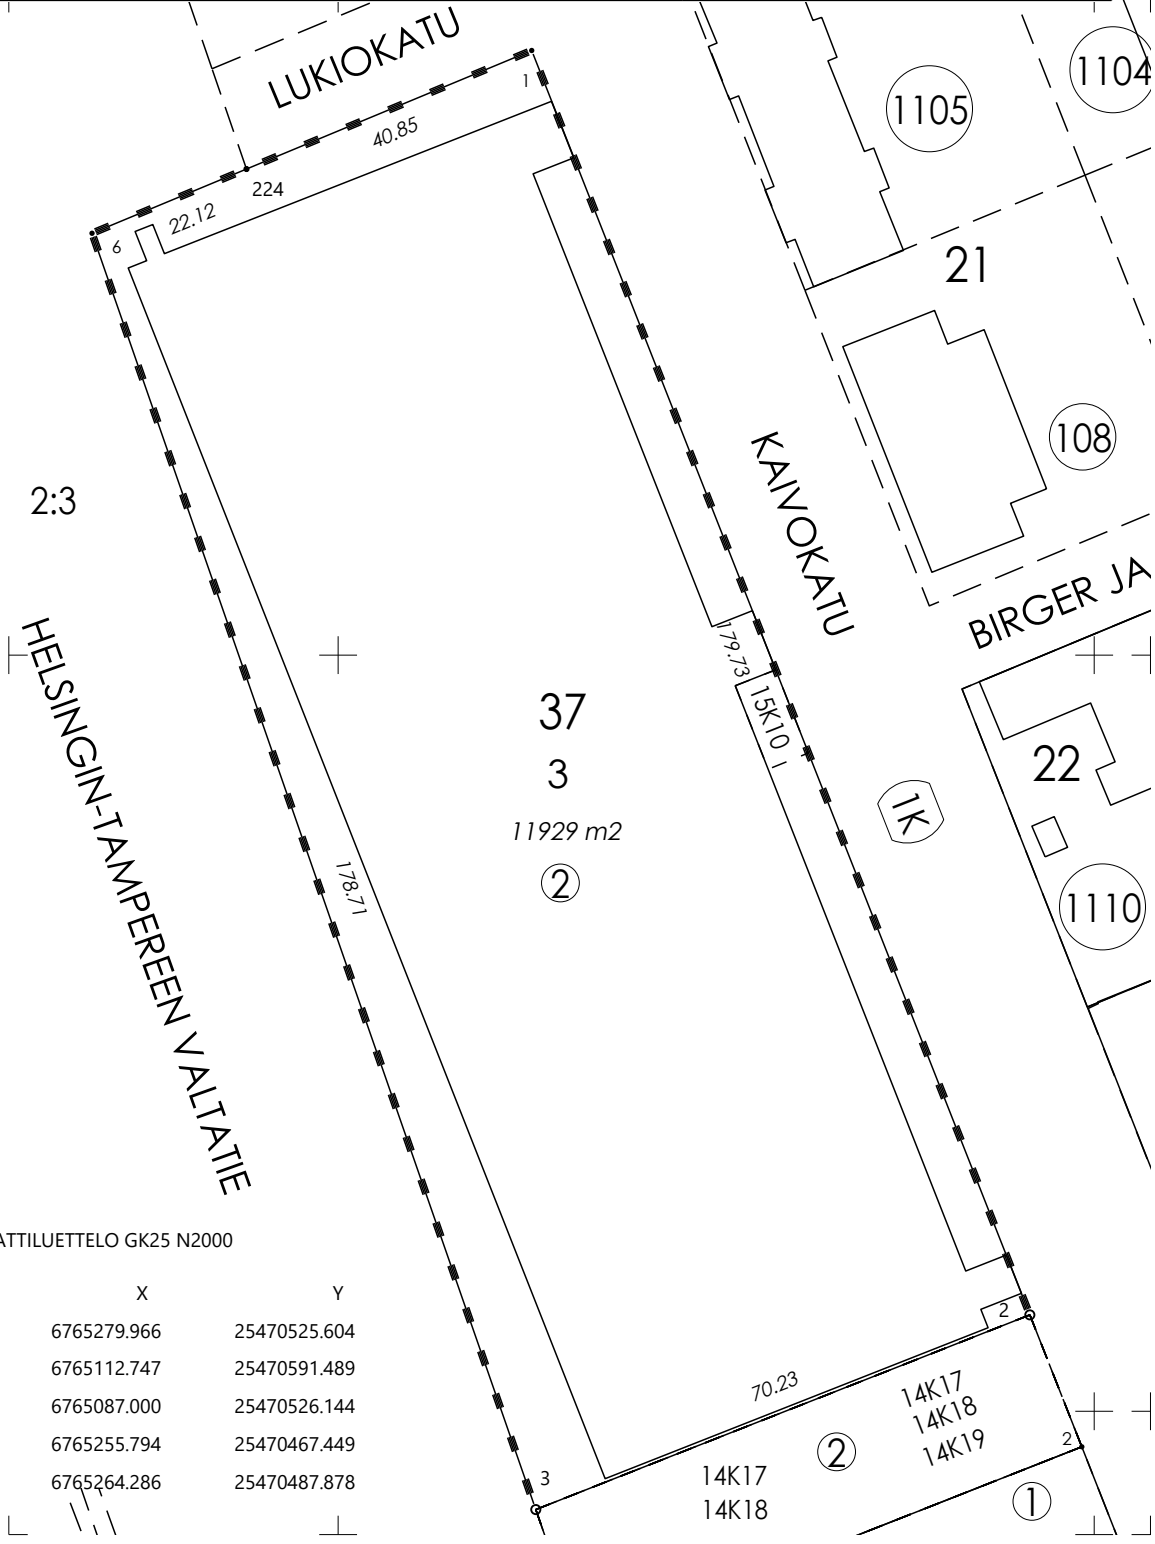 LUKIOKATU
1104
1105
1
40.85
224
22.12
6
21
108
2:3
KAIVOKATU
BIRGER JA
HELSINGIN-TAMPEREEN VALTATIE
179.73
15K10
I
37
3
11929 m2
2
22
1K
178.71
1110
ATTILUETTELO GK25 N2000
X Y
6765279.966 25470525.604
6765112.747 25470591.489
6765087.000 25470526.144
6765255.794 25470467.449
6765264.286 25470487.878
2
70.23
14K17
14K18
14K19
2
2
3
14K17
14K18
1